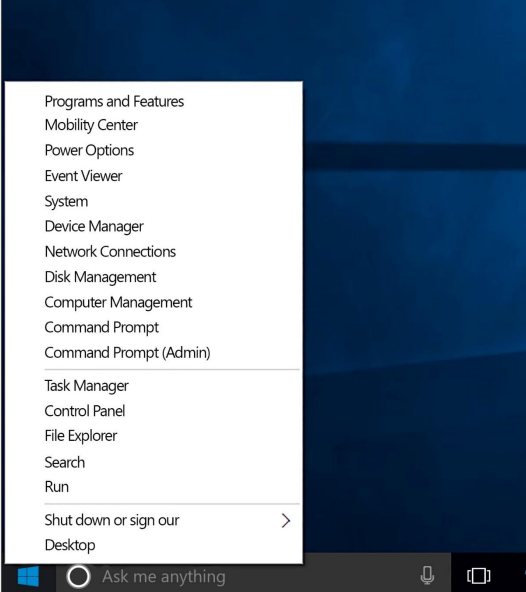 Programs and Features
Mobility Center
Power Options
Event Viewer
System
Device Manager
Network Connections
Disk Management
Computer Management
Command Prompt
Command Prompt (Admin)
Task Manager
Control Panel
File Explorer
Search
Run
Shut down or sign our
Desktop
Ask me anything